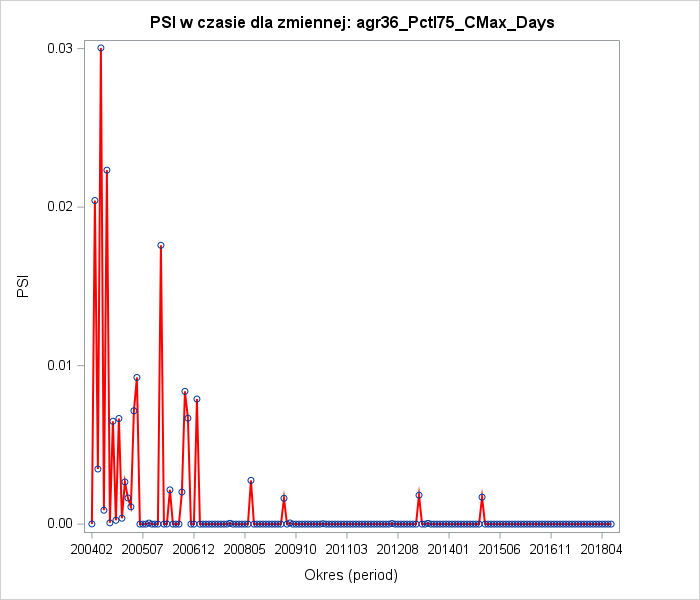 PSI w czasie dla zmiennej: agr36_Pctl75_CMax_Days
0.03
0.02
0.01
0.00
PSI
200402 200507 200612 200805 200910 201103 201208 201401 201506 201611 201804
Okres (period)